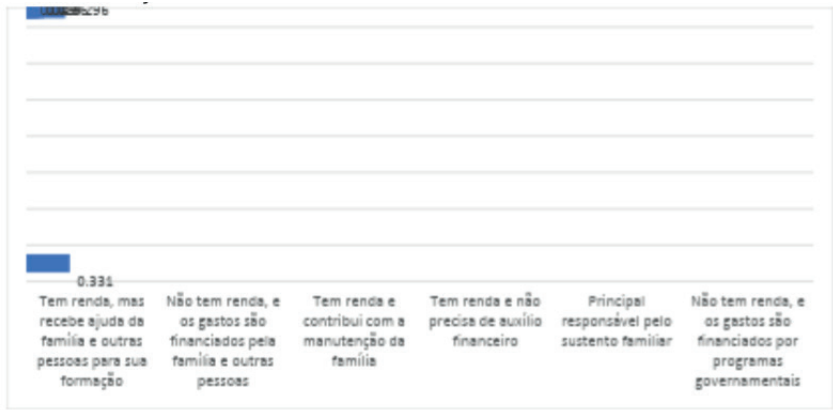 0.331
Tem renda, mas
recebe ajuda da
família e outras
pessoas para sua
formação
Não tem renda, e
os gastos são
financiados pela
família e outras
pessoas
Tem renda e
contribui com a
manutenção da
família
Tem renda e não
precisa de auxílio
financeiro
Principal
responsável pelo
sustento familiar
Não tem renda, e
os gastos são
financiados por
programas
governamentais